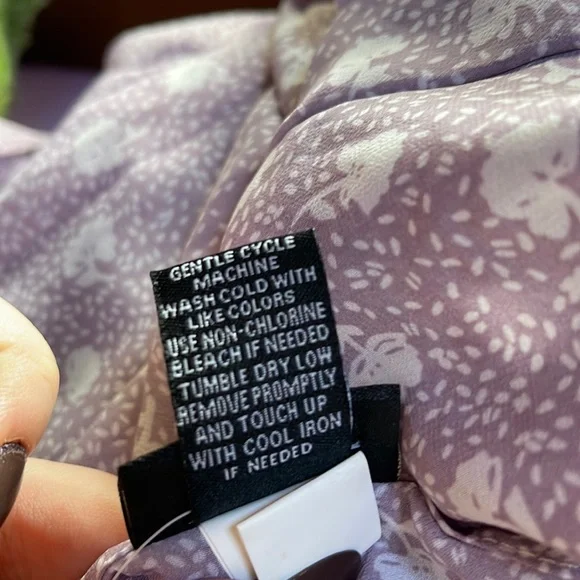 GENTLE CYCLE
MACHINE
WASH COLD WITH
LIKE COLORS
USE NON-CHLORINE
BLEACH IF NEEDED
TUMBLE DRY LOW
REMOVE PROMPTLY
AND TOUCH UP
WITH COOL IRON
IF NEEDED